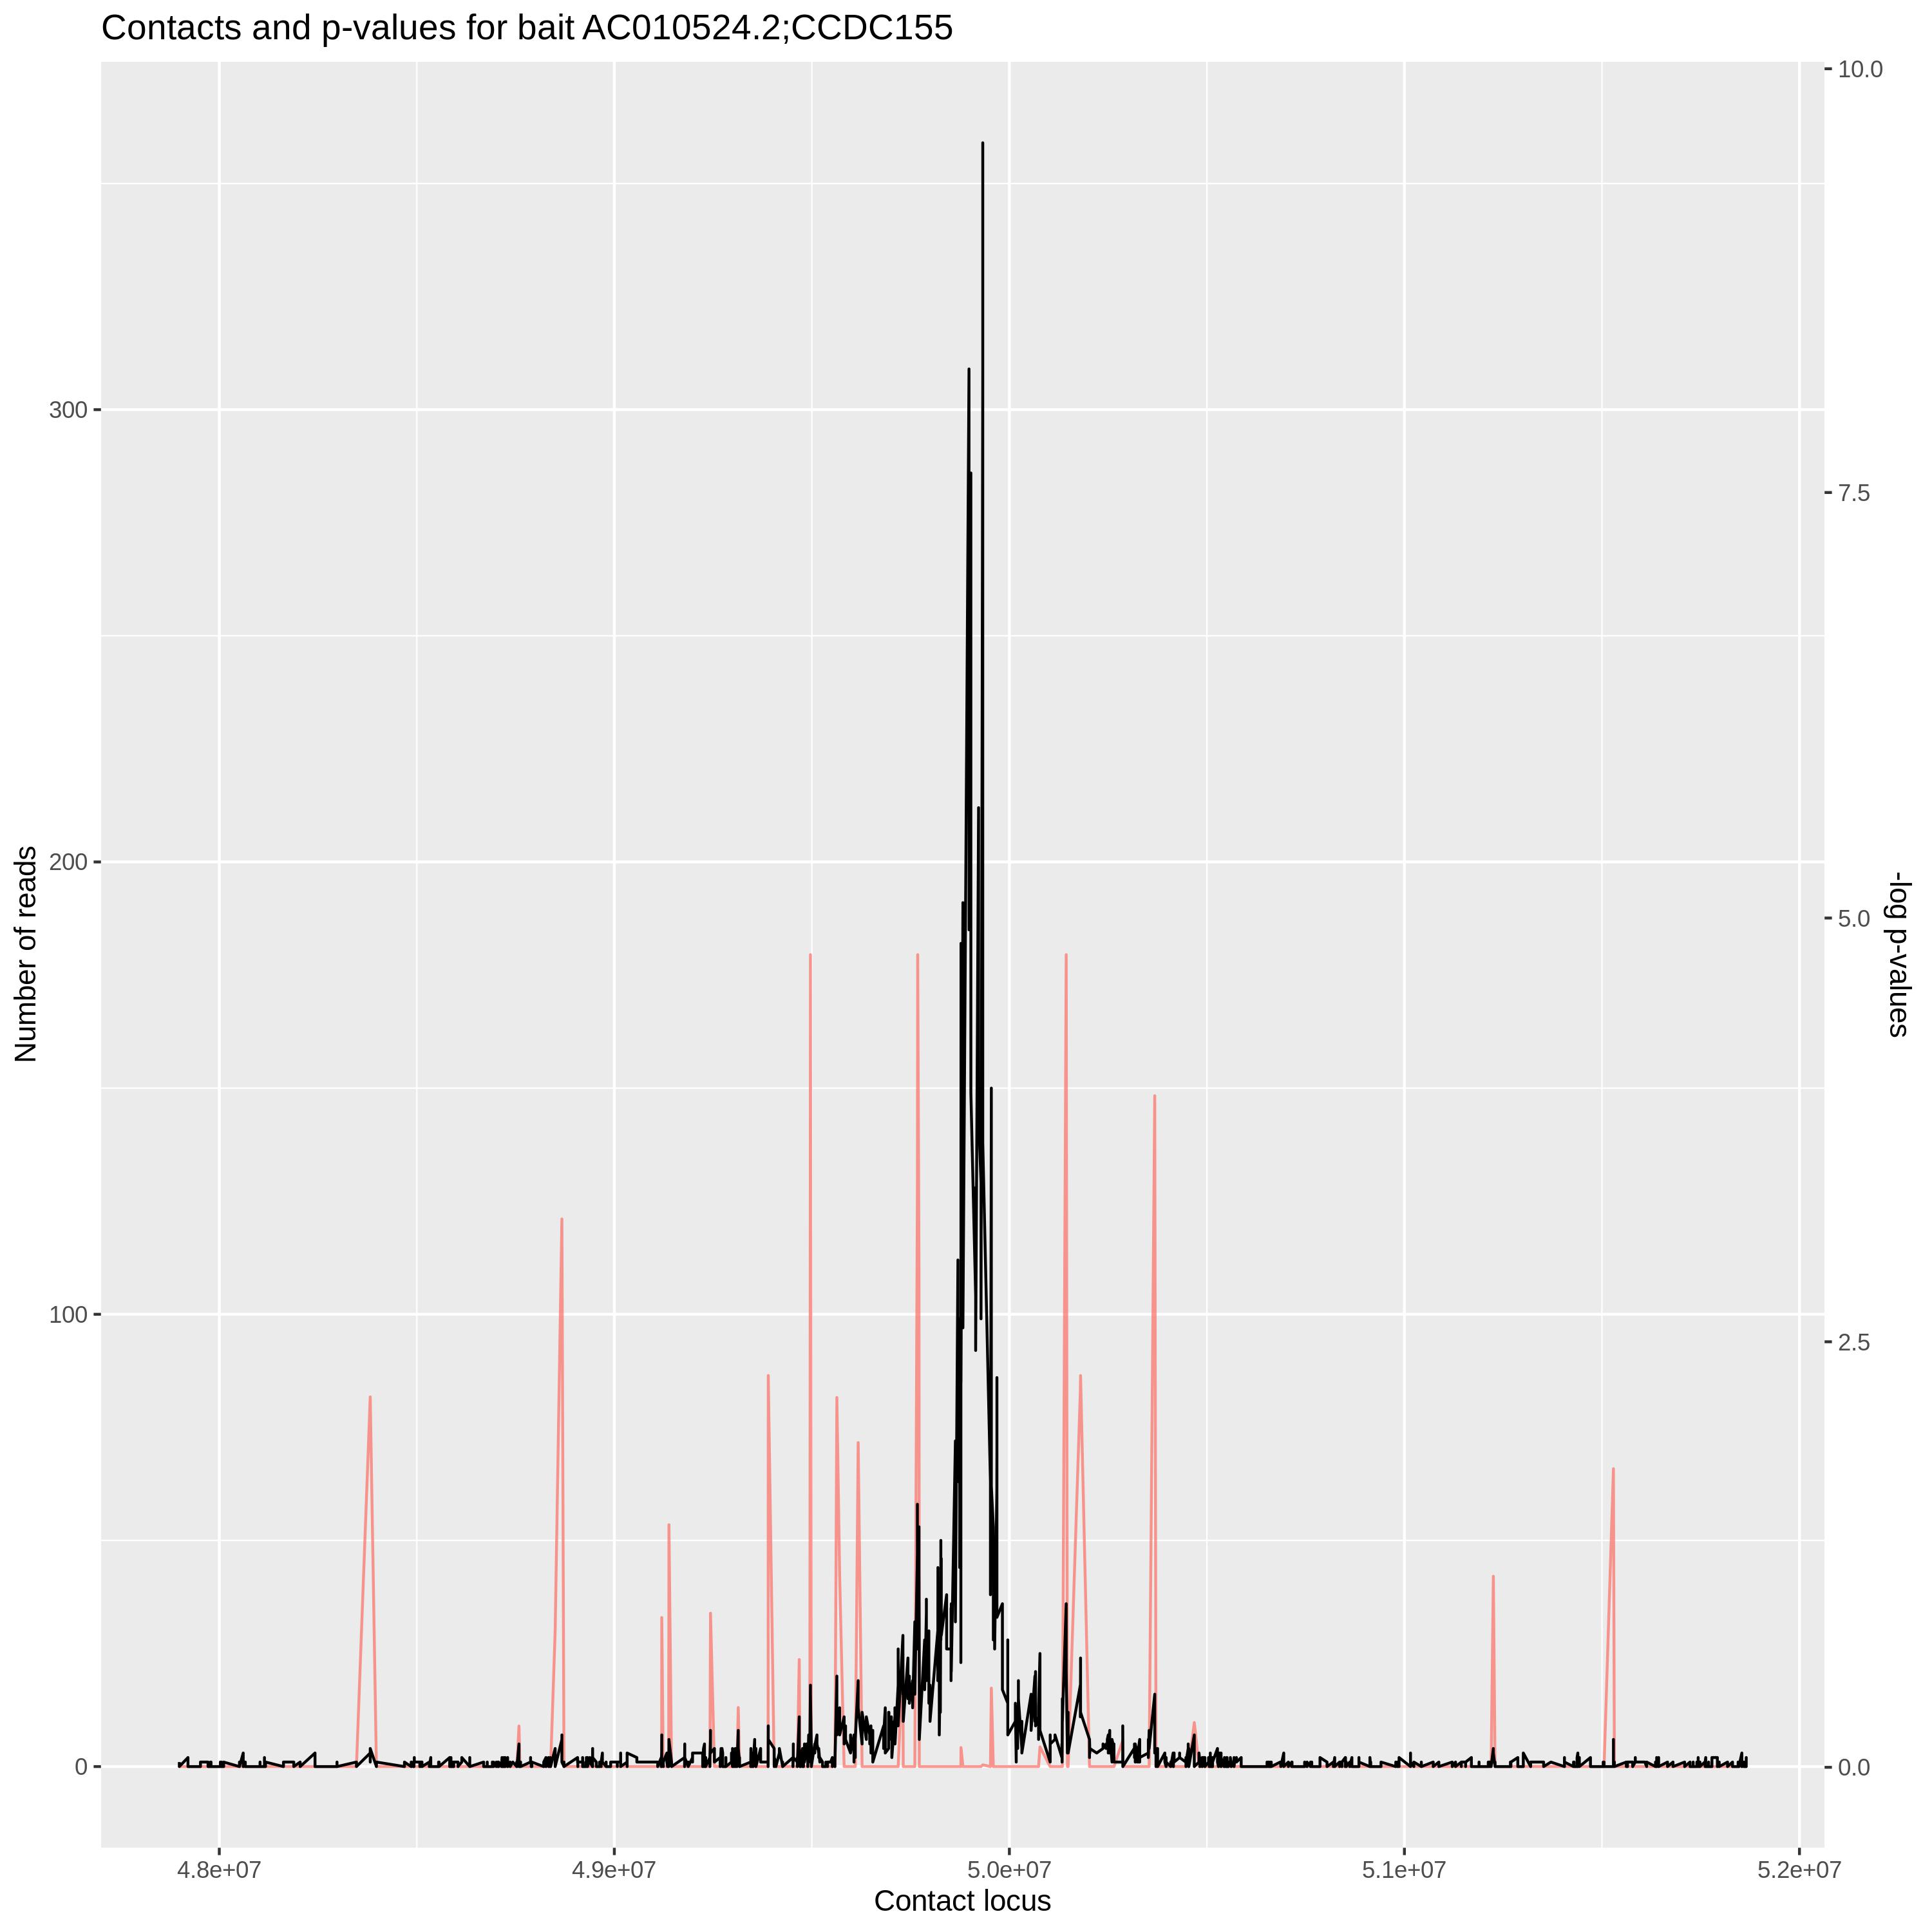 Contacts and p-values for bait AC010524.2;CCDC155
10.0
7.5
5.0
2.5
0.0
-log p-values
300
200
100
0
Number of reads
4.8e+07
4.9e+07
5.0e+07
5.1e+07
5.2e+07
Contact locus